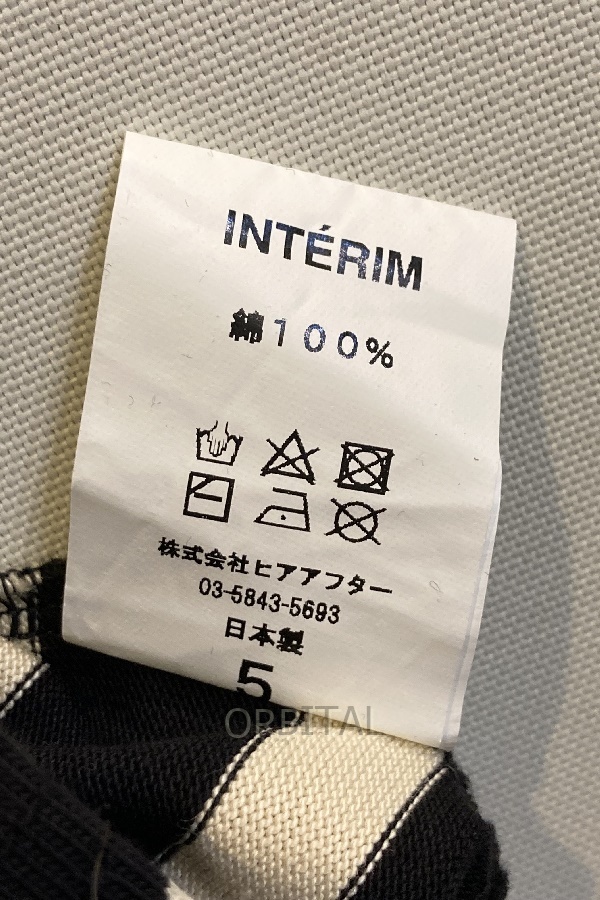 INTÉRIM
綿100%
株式会社ヒアアフター
03-5843-5693
日本製
5
ORBITAL